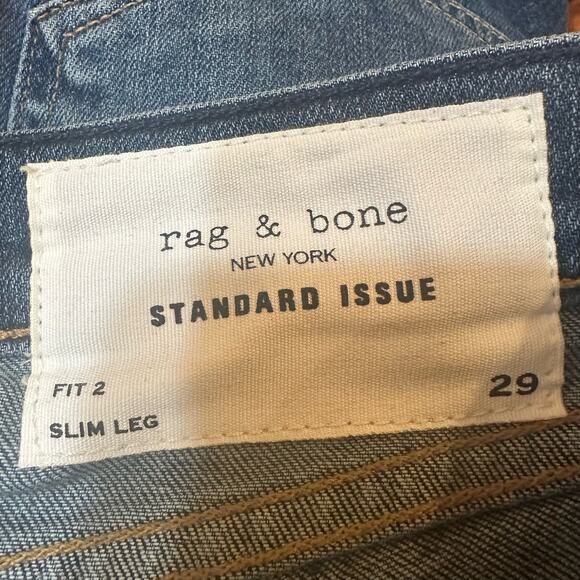 rag & bone
NEW YORK
STANDARD ISSUE
FIT 2
29
SLIM LEG